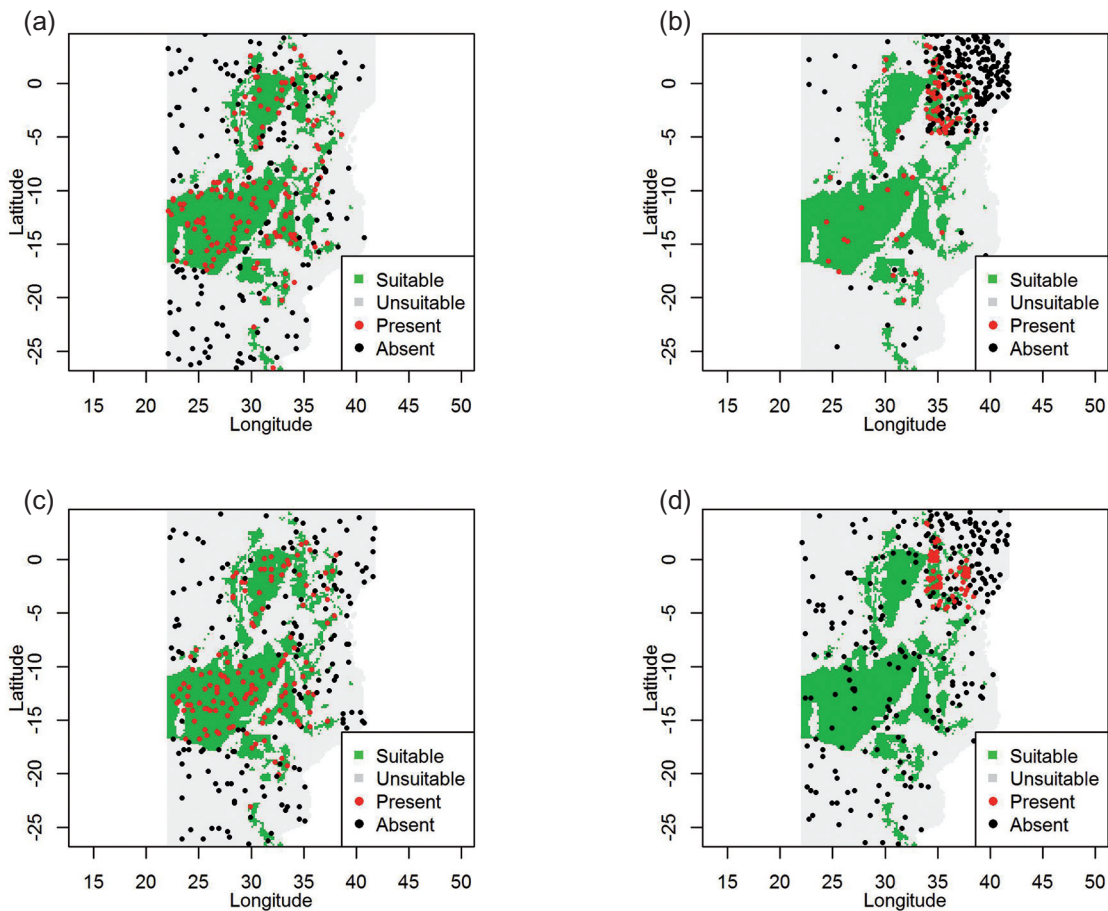 (a)
Latitude
0
-5
-10
-15
-20
-25
Suitable
Unsuitable
Present
Absent
15 20 25 30 35 40 45 50
Longitude
(b)
Latitude
0
-5
-10
-15
-20
-25
Suitable
Unsuitable
Present
Absent
15 20 25 30 35 40 45 50
Longitude
(c)
Latitude
0
-5
-10
-15
-20
-25
Suitable
Unsuitable
Present
Absent
15 20 25 30 35 40 45 50
Longitude
(d)
Latitude
0
-5
-10
-15
-20
-25
Suitable
Unsuitable
Present
Absent
15 20 25 30 35 40 45 50
Longitude